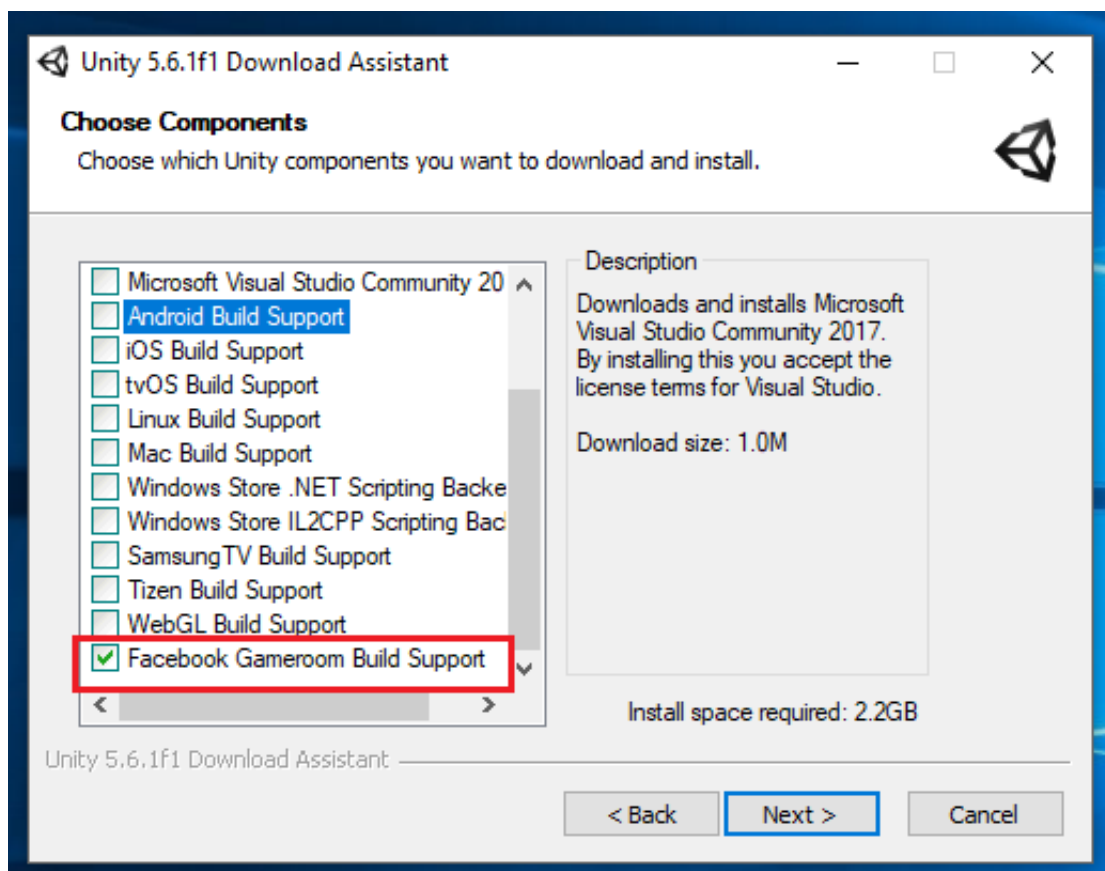 Unity 5.6.1f1 Download Assistant
Choose Components
Choose which Unity components you want to download and install.
Microsoft Visual Studio Community 20
Android Build Support
iOS Build Support
tvOS Build Support
Linux Build Support
Mac Build Support
Windows Store .NET Scripting Backe
Windows Store IL2CPP Scripting Bac
SamsungTV Build Support
Tizen Build Support
WebGL Build Support
Facebook Gameroom Build Support
Description
Downloads and installs Microsoft
Visual Studio Community 2017.
By installing this you accept the
license terms for Visual Studio.
Download size: 1.0M
Install space required: 2.2GB
Unity 5.6.1f1 Download Assistant
< Back
Next >
Cancel